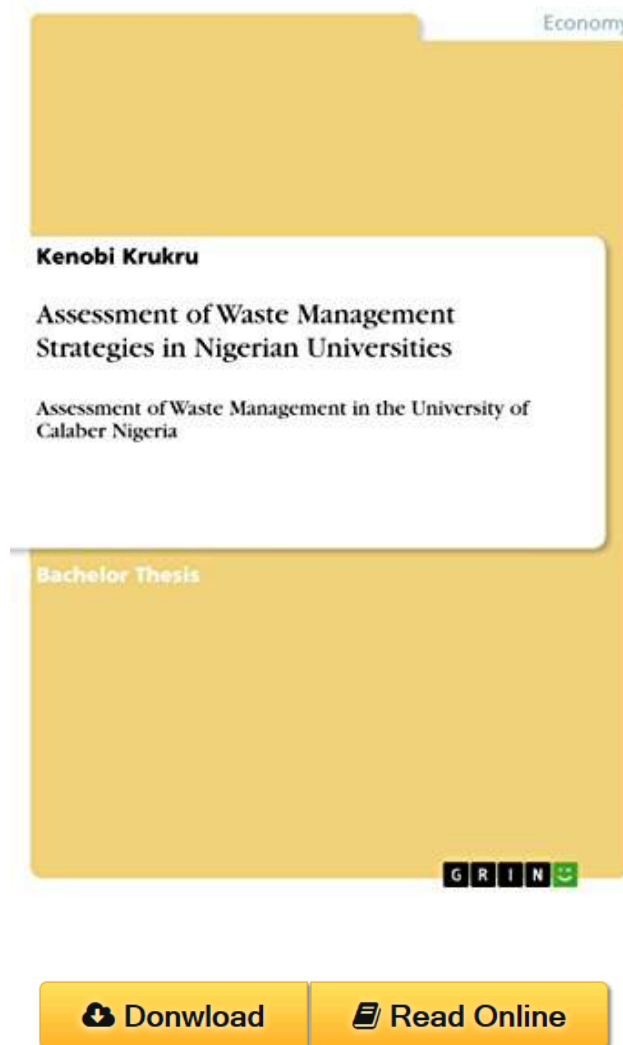 Economy
Kenobi Krukru
Assessment of Waste Management
Strategies in Nigerian Universities
Assessment of Waste Management in the University of
Calaber Nigeria
Bachelor Thesis
GRIN
Donwload
Read Online